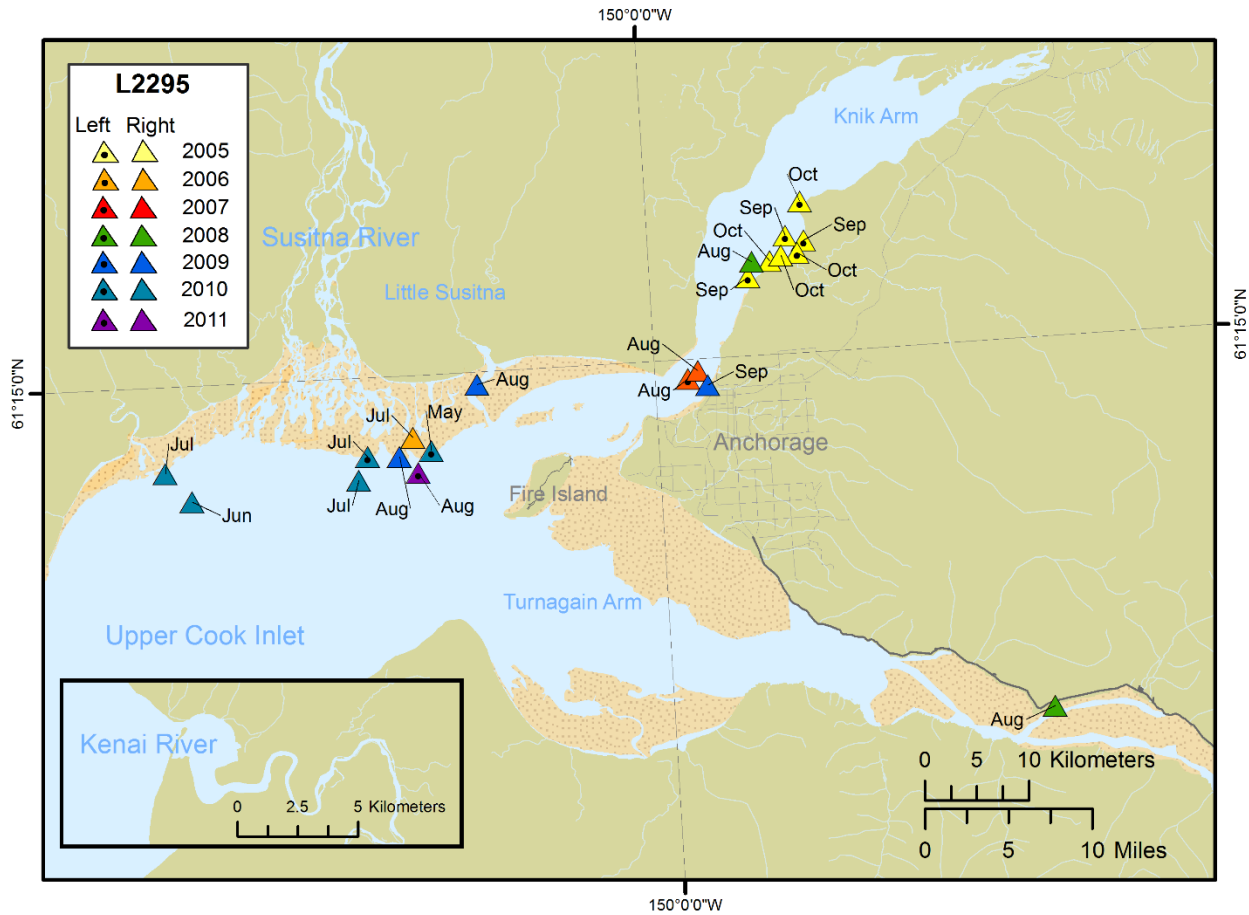 150°0'0"W
L2295
Left Right
2005
2006
2007
2008
2009
2010
2011
Knik Arm
Susitna River
Little Susitna
Oct
Sep
Sep
Oct
Aug
Oct
Oct
Sep
61°15'0"N
61°15'0"N
Aug
Aug
Sep
Aug
May
Jul
Jul
Jul
Anchorage
Fire Island
Jun
Jul
Aug
Aug
Turnagain Arm
Upper Cook Inlet
Aug
Kenai River
0 2.5 5 Kilometers
0 5 10 Kilometers
0 5 10 Miles
150°0'0"W